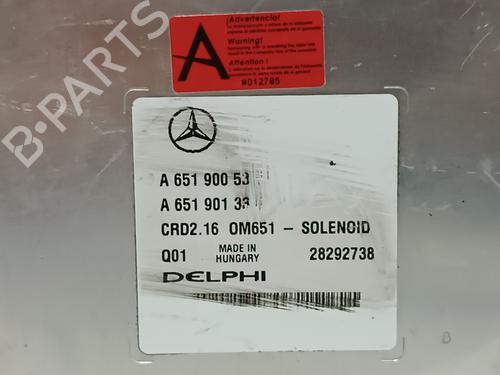 Advertencia!
A
Warning!
Attention!
#012785
B-PARTS
A 651 900 53
A 651 901 33
CRD2.16 OM651 - SOLENOID
Q01 MADE IN HUNGARY 28292738
DELPHI